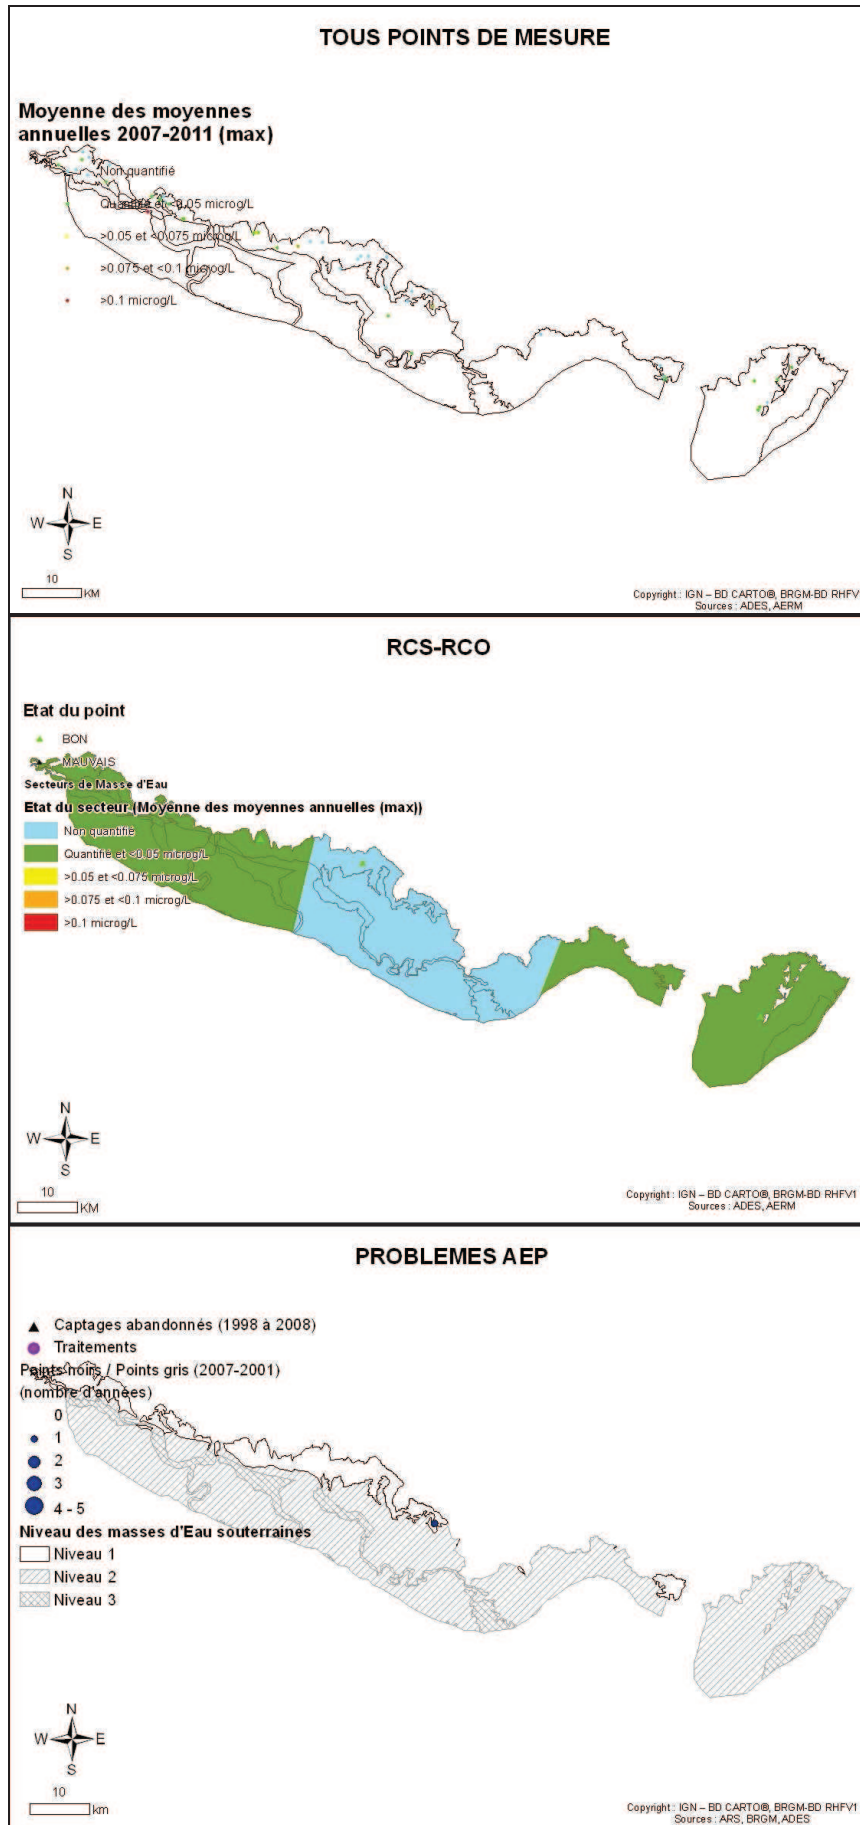 TOUS POINTS DE MESURE
Moyenne des moyennes
annuelles 2007-2011 (max)
Non quantifié
Quantifié et <0.05 microg/L
>0.05 et <0.075 microg/L
>0.075 et <0.1 microg/L
>0.1 microg/L
N
W E
S
10
KM
Copyright : IGN – BD CARTO®, BRGM-BD RHFV1
Sources : ADES, AERM
RCS-RCO
Etat du point
BON
MAUVAIS
Secteurs de Masse d'Eau
Etat du secteur (Moyenne des moyennes annuelles (max))
Non quantifié
Quantifié et <0.05 microg/L
>0.05 et <0.075 microg/L
>0.075 et <0.1 microg/L
>0.1 microg/L
N
W E
S
10
KM
Copyright : IGN – BD CARTO®, BRGM-BD RHFV1
Sources : ADES, AERM
PROBLEMES AEP
Captages abandonnés (1998 à 2008)
Traitements
Points noirs / Points gris (2007-2001)
(nombre d'années)
0
1
2
3
4 - 5
Niveau des masses d'Eau souterraines
Niveau 1
Niveau 2
Niveau 3
N
W E
S
10
km
Copyright : IGN – BD CARTO®, BRGM-BD RHFV1
Sources : ARS, BRGM, ADES